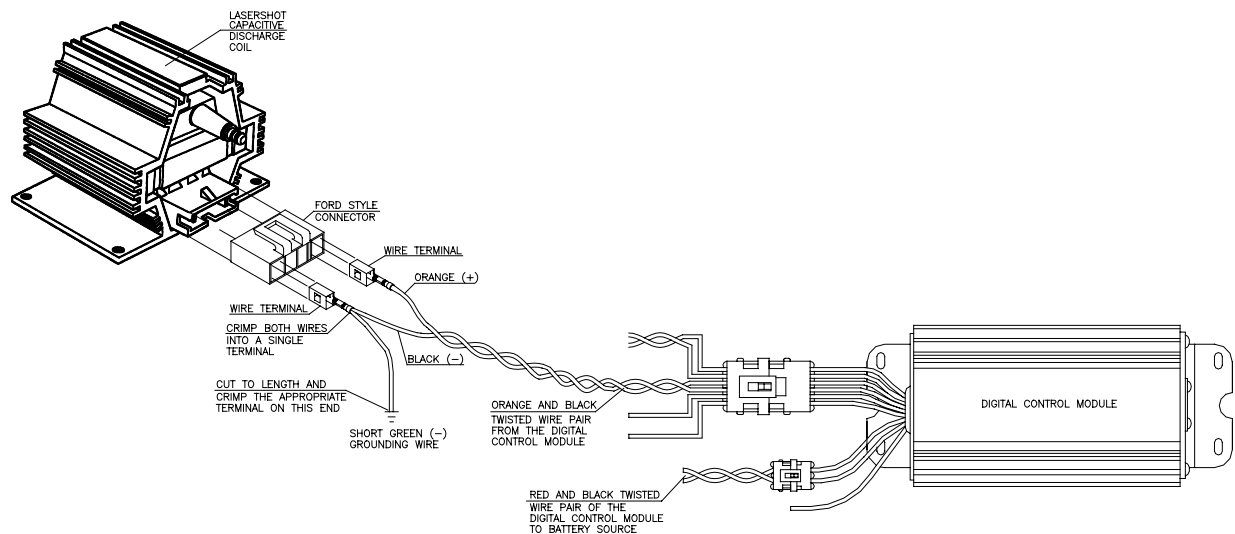 LASERSHOT
CAPACITIVE
DISCHARGE
COIL
FORD STYLE
CONNECTOR
WIRE TERMINAL
ORANGE (+)
WIRE TERMINAL
CRIMP BOTH WIRES
INTO A SINGLE
TERMINAL
BLACK (-)
CUT TO LENGTH AND
CRIMP THE APPROPRIATE
TERMINAL ON THIS END
SHORT GREEN (-)
GROUNDING WIRE
ORANGE AND BLACK
TWISTED WIRE PAIR
FROM THE DIGITAL
CONTROL MODULE
DIGITAL CONTROL MODULE
RED AND BLACK TWISTED
WIRE PAIR OF THE
DIGITAL CONTROL MODULE
TO BATTERY SOURCE